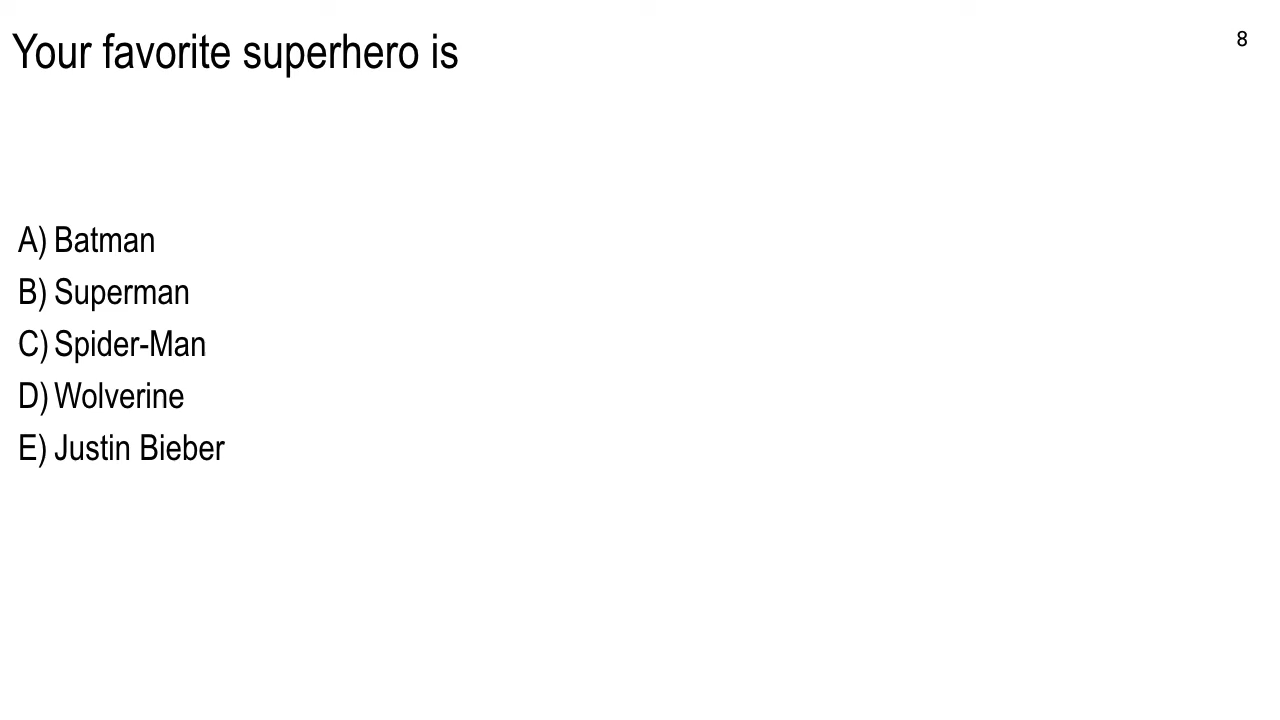 Your favorite superhero is
8
A) Batman
B) Superman
C) Spider-Man
D) Wolverine
E) Justin Bieber